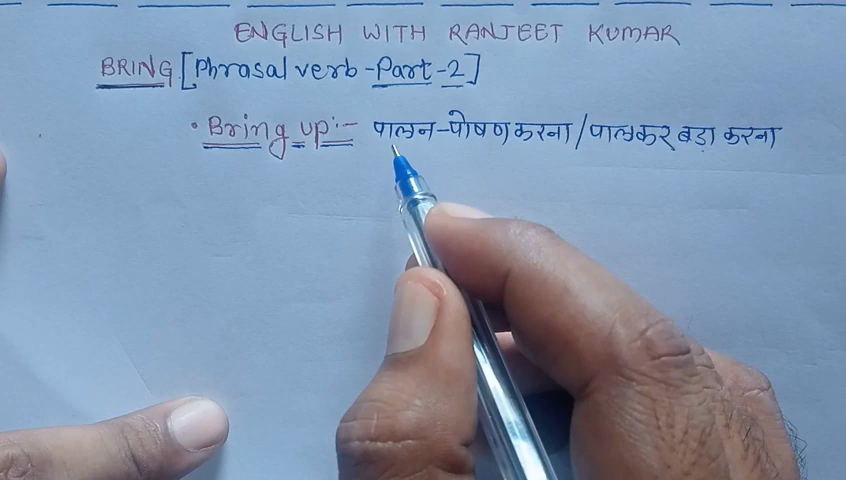 ENGLISH WITH RANJEET KUMAR
BRING [Phrasal verb-Part-2]
• Bring up:- पालन-पोषण करना/पालकर बड़ा करना